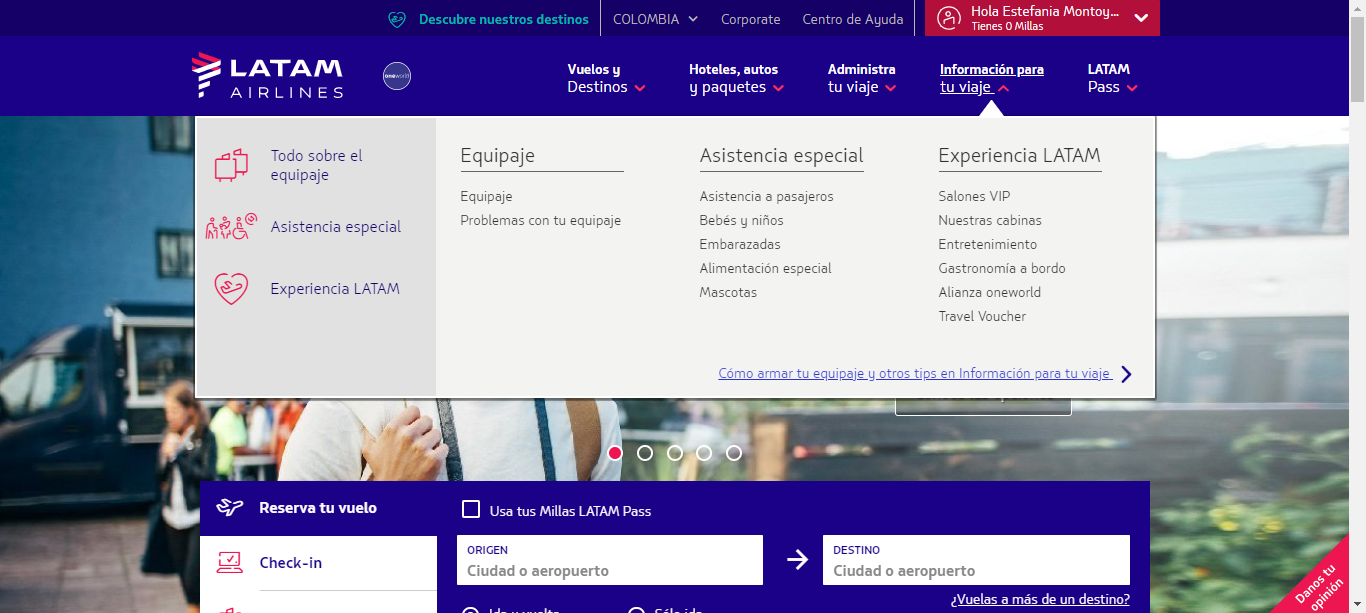 Descubre nuestros destinos
COLOMBIA
Corporate
Centro de Ayuda
Hola Estefania Montoy...
Tienes 0 Millas
LATAM
AIRLINES
oneworld
Vuelos y
Destinos
Hoteles, autos
y paquetes
Administra
tu viaje
Información para
tu viaje
LATAM
Pass
Todo sobre el
equipaje
Asistencia especial
Experiencia LATAM
Equipaje
Equipaje
Problemas con tu equipaje
Asistencia especial
Asistencia a pasajeros
Bebés y niños
Embarazadas
Alimentación especial
Mascotas
Experiencia LATAM
Salones VIP
Nuestras cabinas
Entretenimiento
Gastronomía a bordo
Alianza oneworld
Travel Voucher
Cómo armar tu equipaje y otros tips en Información para tu viaje
Reserva tu vuelo
Check-in
Usa tus Millas LATAM Pass
ORIGEN
Ciudad o aeropuerto
DESTINO
Ciudad o aeropuerto
¿Vuelas a más de un destino?
Ida y vuelta
Sólo ida
Danos tu
opinión